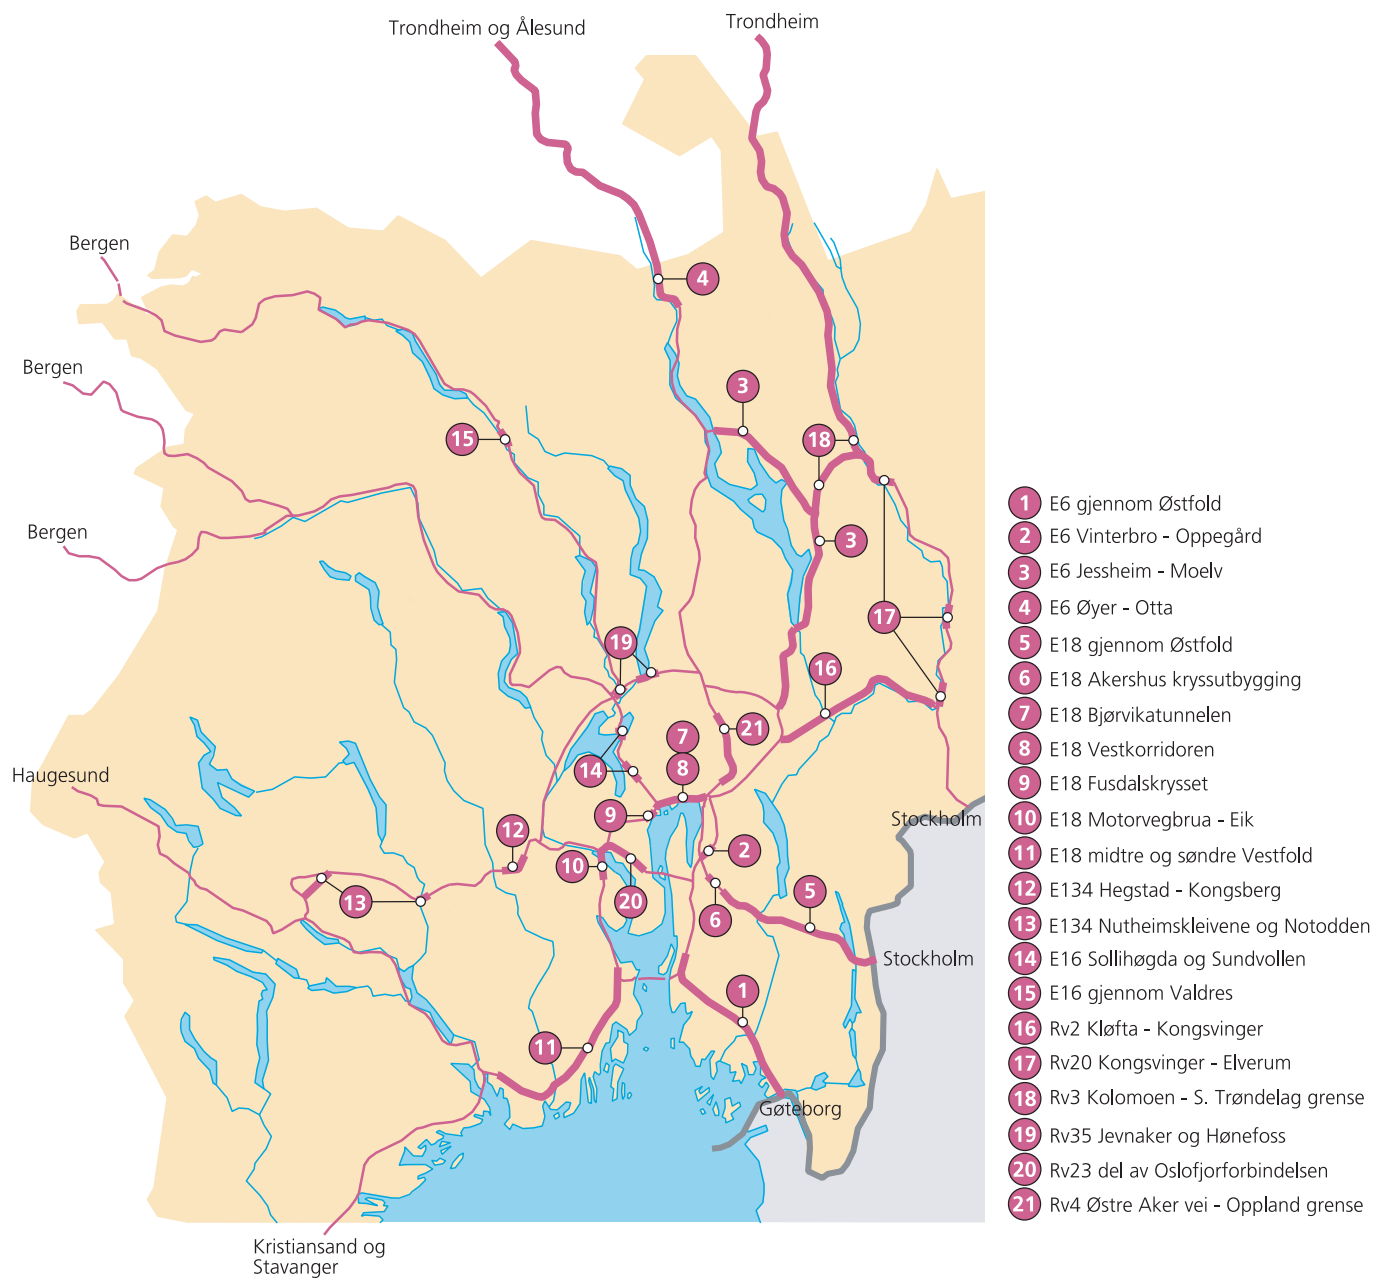 Trondheim og Ålesund
Trondheim
Bergen
4
Bergen
3
15
18
Bergen
3
17
19
16
21
7
14
8
Haugesund
9
Stockholm
12
2
10
5
13
20
6
Stockholm
1
11
Gøteborg
Kristiansand og
Stavanger
1 E6 gjennom Østfold
2 E6 Vinterbro - Oppegård
3 E6 Jessheim - Moelv
4 E6 Øyer - Otta
5 E18 gjennom Østfold
6 E18 Akershus kryssutbygging
7 E18 Bjørvikatunnelen
8 E18 Vestkorridoren
9 E18 Fusdalskrysset
10 E18 Motorvegbrua - Eik
11 E18 midtre og søndre Vestfold
12 E134 Hegstad - Kongsberg
13 E134 Nutheimskleivene og Notodden
14 E16 Sollihøgda og Sundvollen
15 E16 gjennom Valdres
16 Rv2 Kløfta - Kongsvinger
17 Rv20 Kongsvinger - Elverum
18 Rv3 Kolomoen - S. Trøndelag grense
19 Rv35 Jevnaker og Hønefoss
20 Rv23 del av Oslofjorforbindelsen
21 Rv4 Østre Aker vei - Oppland grense